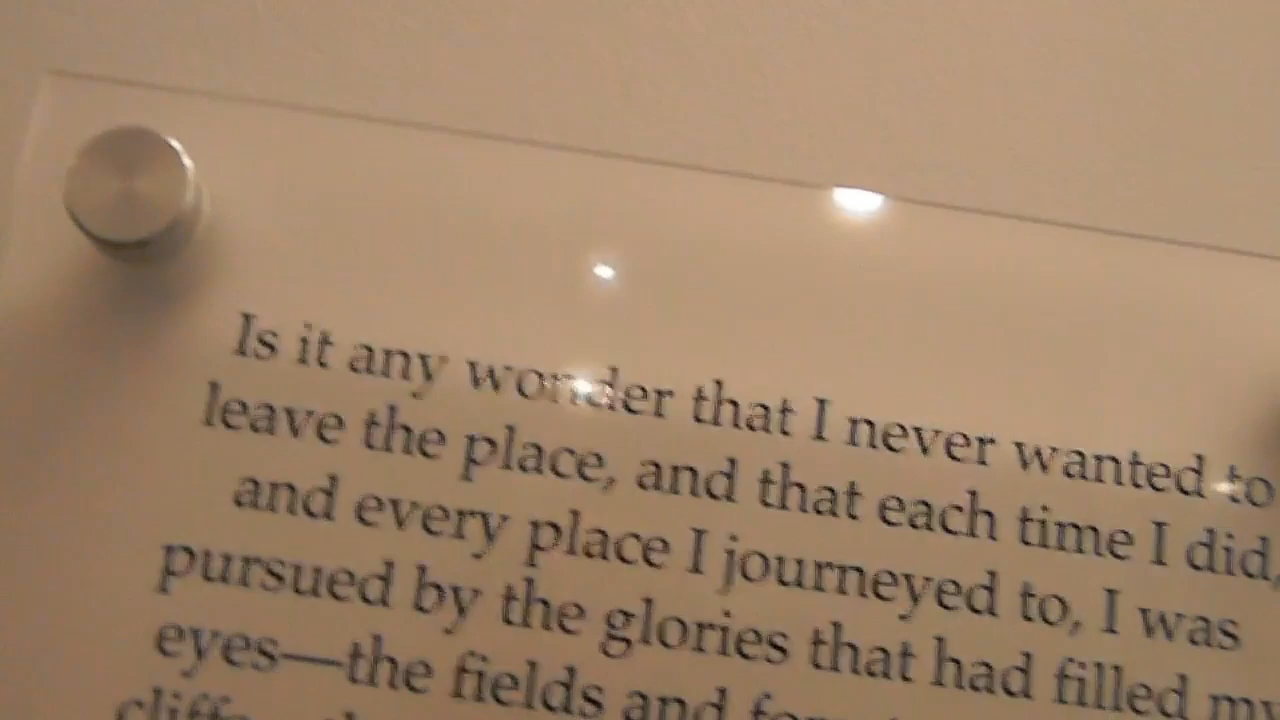 Is it any wonder that I never wanted to
leave the place, and that each time I did,
and every place I journeyed to, I was
pursued by the glories that had filled my
eyes—the fields and